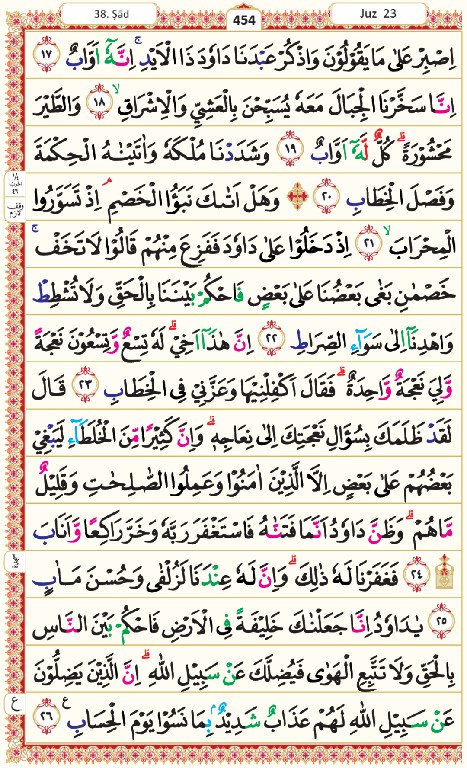 38. Ṣād
454
Juz 23
اِصْبِرْ عَلٰى مَا يَقُوْلُوْنَ وَاذْكُرْ عَبْدَنَا دَاوٗدَ ذَا الْاَيْدِ ۚ اِنَّهٗۤ اَوَّابٌ ١٧
اِنَّا سَخَّرْنَا الْجِبَالَ مَعَهٗ يُسَبِّحْنَ بِالْعَشِيِّ وَالْاِشْرَاقِ ۙ ١٨ وَالطَّيْرَ
مَحْشُوْرَةً ۗ كُلٌّ لَّهٗۤ اَوَّابٌ ١٩ وَشَدَدْنَا مُلْكَهٗ وَاٰتَيْنٰهُ الْحِكْمَةَ
وَفَصْلَ الْخِطَابِ ٢٠ وَهَلْ اَتٰىكَ نَبَؤُا الْخَصْمِ ۘ اِذْ تَسَوَّرُوا
الْمِحْرَابَ ۙ ٢١ اِذْ دَخَلُوْا عَلٰى دَاوٗدَ فَفَزِعَ مِنْهُمْ قَالُوْا لَا تَخَفْ ۚ
خَصْمٰنِ بَغٰى بَعْضُنَا عَلٰى بَعْضٍ فَاحْكُمْ بَيْنَنَا بِالْحَقِّ وَلَا تُشْطِطْ
وَاهْدِنَاۤ اِلٰى سَوَاۤءِ الصِّرَاطِ ٢٢ اِنَّ هٰذَاۤ اَخِيْ ۗ لَهٗ تِسْعٌ وَّتِسْعُوْنَ نَعْجَةً
وَّلِيَ نَعْجَةٌ وَّاحِدَةٌ ۗ فَقَالَ اَكْفِلْنِيْهَا وَعَزَّنِيْ فِى الْخِطَابِ ٢٣ قَالَ
لَقَدْ ظَلَمَكَ بِسُؤَالِ نَعْجَتِكَ اِلٰى نِعَاجِهٖ ۗ وَاِنَّ كَثِيْرًا مِّنَ الْخُلَطَاۤءِ لَيَبْغِيْ
بَعْضُهُمْ عَلٰى بَعْضٍ اِلَّا الَّذِيْنَ اٰمَنُوْا وَعَمِلُوا الصّٰلِحٰتِ وَقَلِيْلٌ
مَّا هُمْ ۗ وَظَنَّ دَاوٗدُ اَنَّمَا فَتَنّٰهُ فَاسْتَغْفَرَ رَبَّهٗ وَخَرَّ رَاكِعًا وَّاَنَابَ
٢٤ فَغَفَرْنَا لَهٗ ذٰلِكَ ۗ وَاِنَّ لَهٗ عِنْدَنَا لَزُلْفٰى وَحُسْنَ مَاٰبٍ
٢٥ يٰدَاوٗدُ اِنَّا جَعَلْنٰكَ خَلِيْفَةً فِى الْاَرْضِ فَاحْكُمْ بَيْنَ النَّاسِ
بِالْحَقِّ وَلَا تَتَّبِعِ الْهَوٰى فَيُضِلَّكَ عَنْ سَبِيْلِ اللّٰهِ ۗ اِنَّ الَّذِيْنَ يَضِلُّوْنَ
عَنْ سَبِيْلِ اللّٰهِ لَهُمْ عَذَابٌ شَدِيْدٌ ۢبِمَا نَسُوْا يَوْمَ الْحِسَابِ ࣖ ٢٦
ع